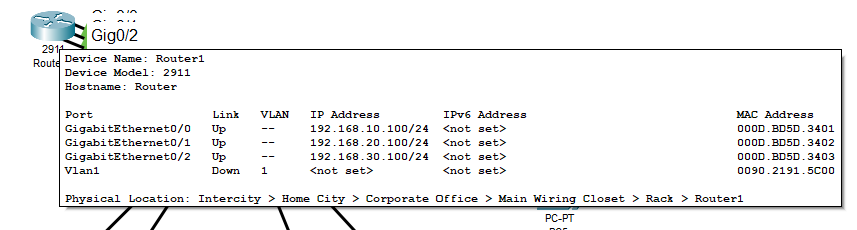 Gig0/2
2911
Device Name: Router1
Device Model: 2911
Hostname: Router
Port Link VLAN IP Address IPv6 Address MAC Address
GigabitEthernet0/0 Up -- 192.168.10.100/24 <not set> 000D.BD5D.3401
GigabitEthernet0/1 Up -- 192.168.20.100/24 <not set> 000D.BD5D.3402
GigabitEthernet0/2 Up -- 192.168.30.100/24 <not set> 000D.BD5D.3403
Vlan1 Down 1 <not set> <not set> 0090.2191.5C00
Physical Location: Intercity > Home City > Corporate Office > Main Wiring Closet > Rack > Router1
PC-PT